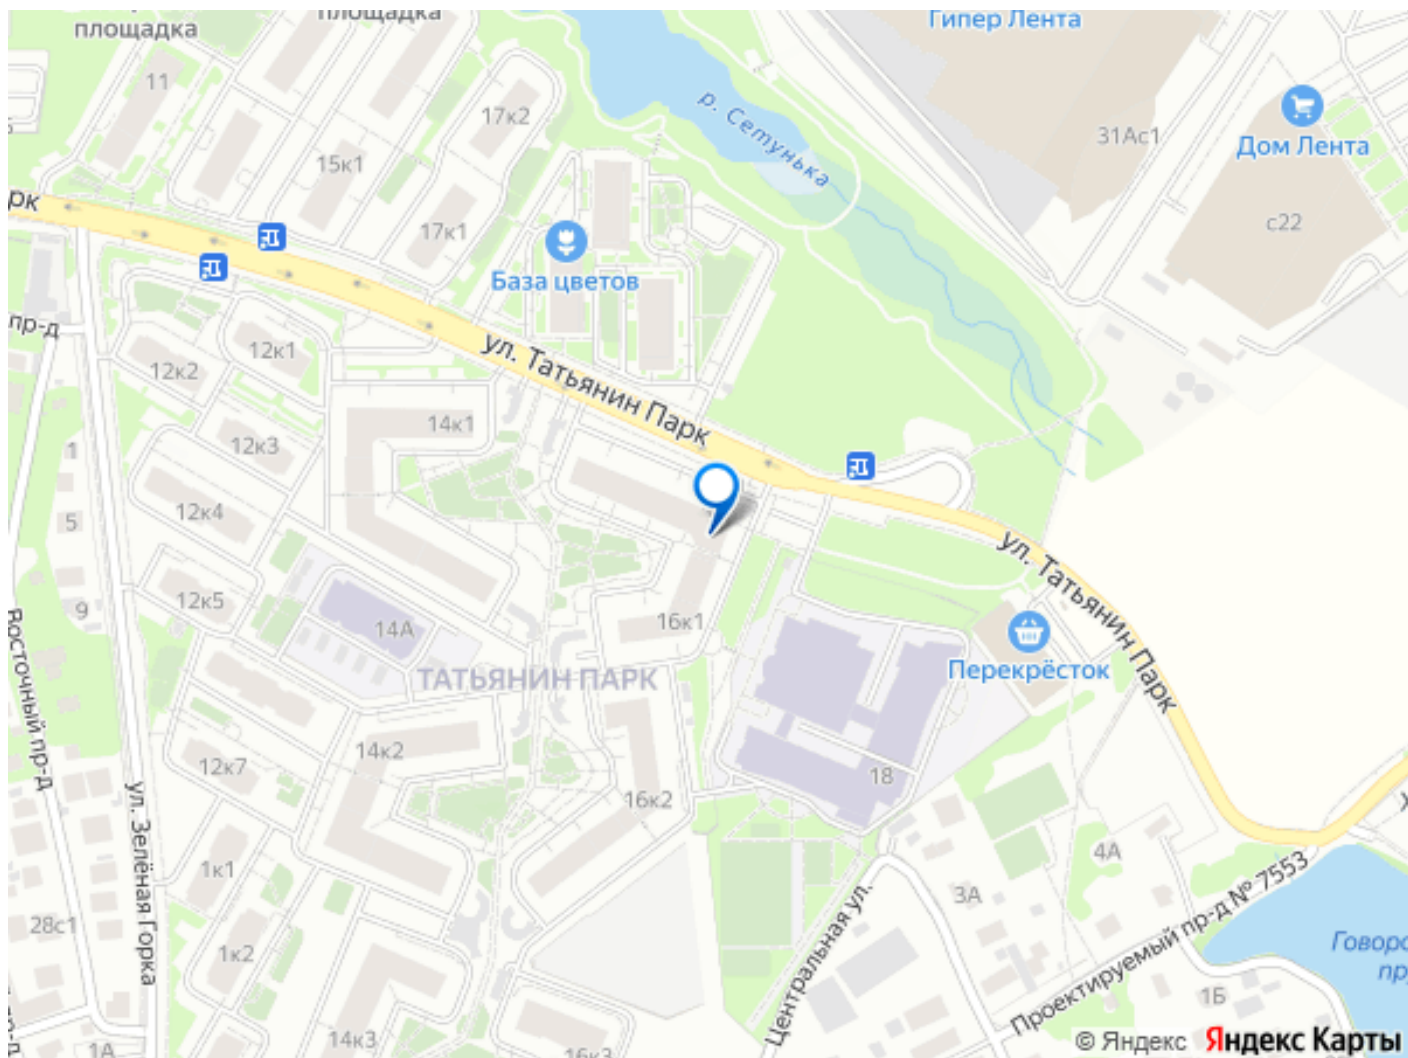 площадка
площадка
Гипер Лента
11
17к2
р. Сетунька
31Ас1
Дом Лента
15к1
рк
17к1
с22
База цветов
пр-д
12к1
12к2
ул. Татьянин Парк
14к1
12к3
1
12к4
5
ул. Татьянин Парк
12к5
9
14А
16к1
Перекрёсток
ТАТЬЯНИН ПАРК
Восточный пр-д
14к2
12к7
18
16к2
ул. Зелёная Горка
4А
1к1
3А
Проектируемый пр-д № 7553
Центральная ул.
28с1
1к2
Говоро
пру
1Б
14к3
16к3
1А
пр-д
© Яндекс Яндекс Карты